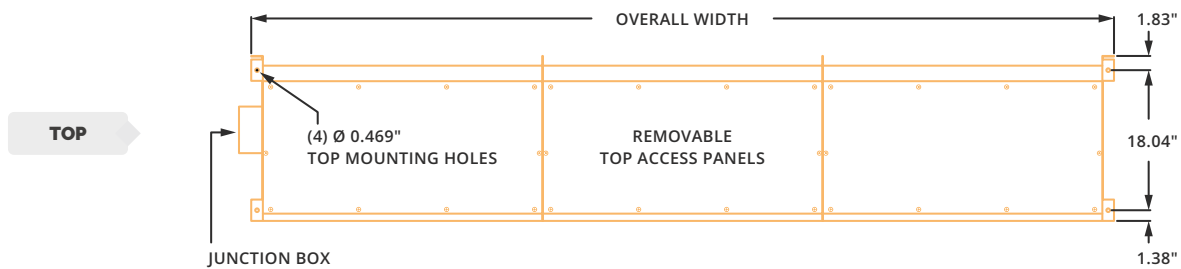 OVERALL WIDTH
1.83"
TOP
(4) Ø 0.469"
TOP MOUNTING HOLES
REMOVABLE
TOP ACCESS PANELS
18.04"
JUNCTION BOX
1.38"